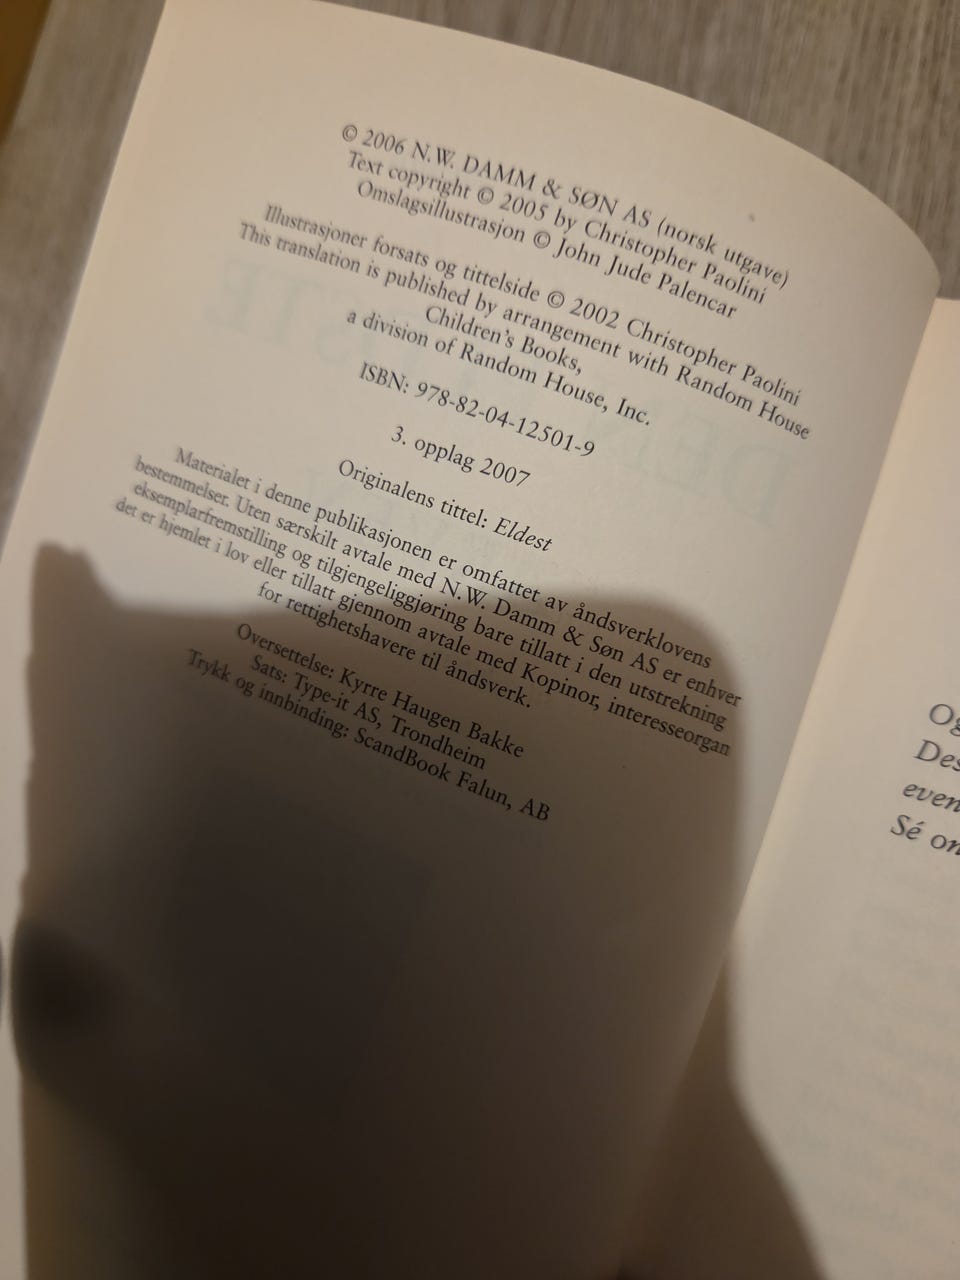 © 2006 N.W. DAMM & SØN AS (norsk utgave)
Text copyright © 2005 by Christopher Paolini
Omslagsillustrasjon © John Jude Palencar
Illustrasjoner forsats og tittelside © 2002 Christopher Paolini
This translation is published by arrangement with Random House
Children's Books,
a division of Random House, Inc.
ISBN: 978-82-04-12501-9
3. opplag 2007
Originalens tittel: Eldest
Materialet i denne publikasjonen er omfattet av åndsverklovens
bestemmelser. Uten særskilt avtale med N.W. Damm & Søn AS er enhver
eksemplarfremstilling og tilgjengeliggjøring bare tillatt i den utstrekning
det er hjemlet i lov eller tillatt gjennom avtale med Kopinor, interesseorgan
for rettighetshavere til åndsverk.
Oversettelse: Kyrre Haugen Bakke
Sats: Type-it AS, Trondheim
Trykk og innbinding: ScandBook Falun, AB
Og
Des
even
Sé on